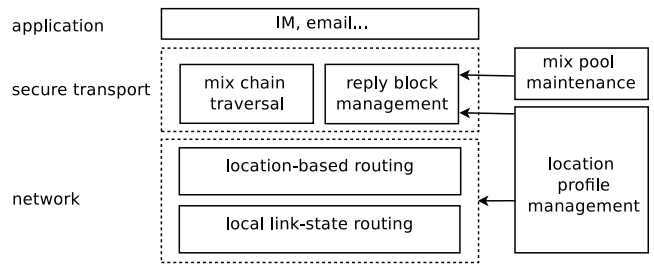 application
IM, email...
secure transport
mix chain
traversal
reply block
management
mix pool
maintenance
network
location-based routing
local link-state routing
location
profile
management